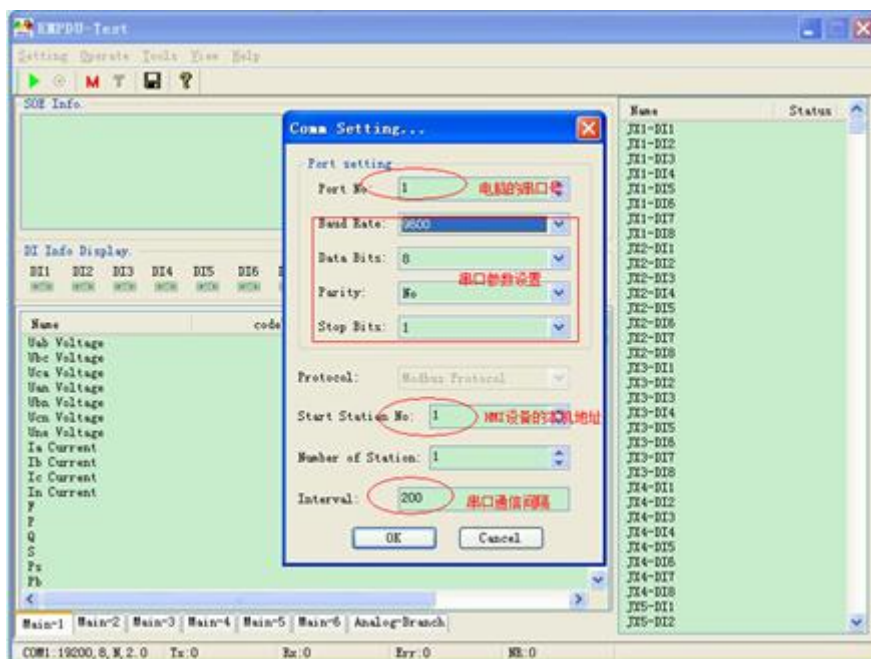 EMPDU-Test
Setting Operate Tools View Help
M T
SOE Info.
DI Info Display.
DI1 DI2 DI3 DI4 DI5 DI6
Name code
Uab Voltage
Ubc Voltage
Uca Voltage
Uan Voltage
Ubn Voltage
Ucn Voltage
Una Voltage
Ia Current
Ib Current
Ic Current
In Current
F
P
Q
S
Pa
Pb
Main-1 Main-2 Main-3 Main-4 Main-5 Main-6 Analog-Branch
COM1:19200,8,N,2.0 Tx:0 Rx:0 Err:0 NR:0
Comm Setting...
Port setting
Port No: 1 电脑的串口号
Baud Rate: 9600
Data Bits: 8
串口参数设置
Parity: No
Stop Bits: 1
Protocol: Modbus Protocol
Start Station No: 1 HMI设备的本机地址
Number of Station: 1
Interval: 200 串口通信间隔
OK Cancel
Name Status
JX1-DI1
JX1-DI2
JX1-DI3
JX1-DI4
JX1-DI5
JX1-DI6
JX1-DI7
JX1-DI8
JX2-DI1
JX2-DI2
JX2-DI3
JX2-DI4
JX2-DI5
JX2-DI6
JX2-DI7
JX2-DI8
JX3-DI1
JX3-DI2
JX3-DI3
JX3-DI4
JX3-DI5
JX3-DI6
JX3-DI7
JX3-DI8
JX4-DI1
JX4-DI2
JX4-DI3
JX4-DI4
JX4-DI5
JX4-DI6
JX4-DI7
JX4-DI8
JX5-DI1
JX5-DI2